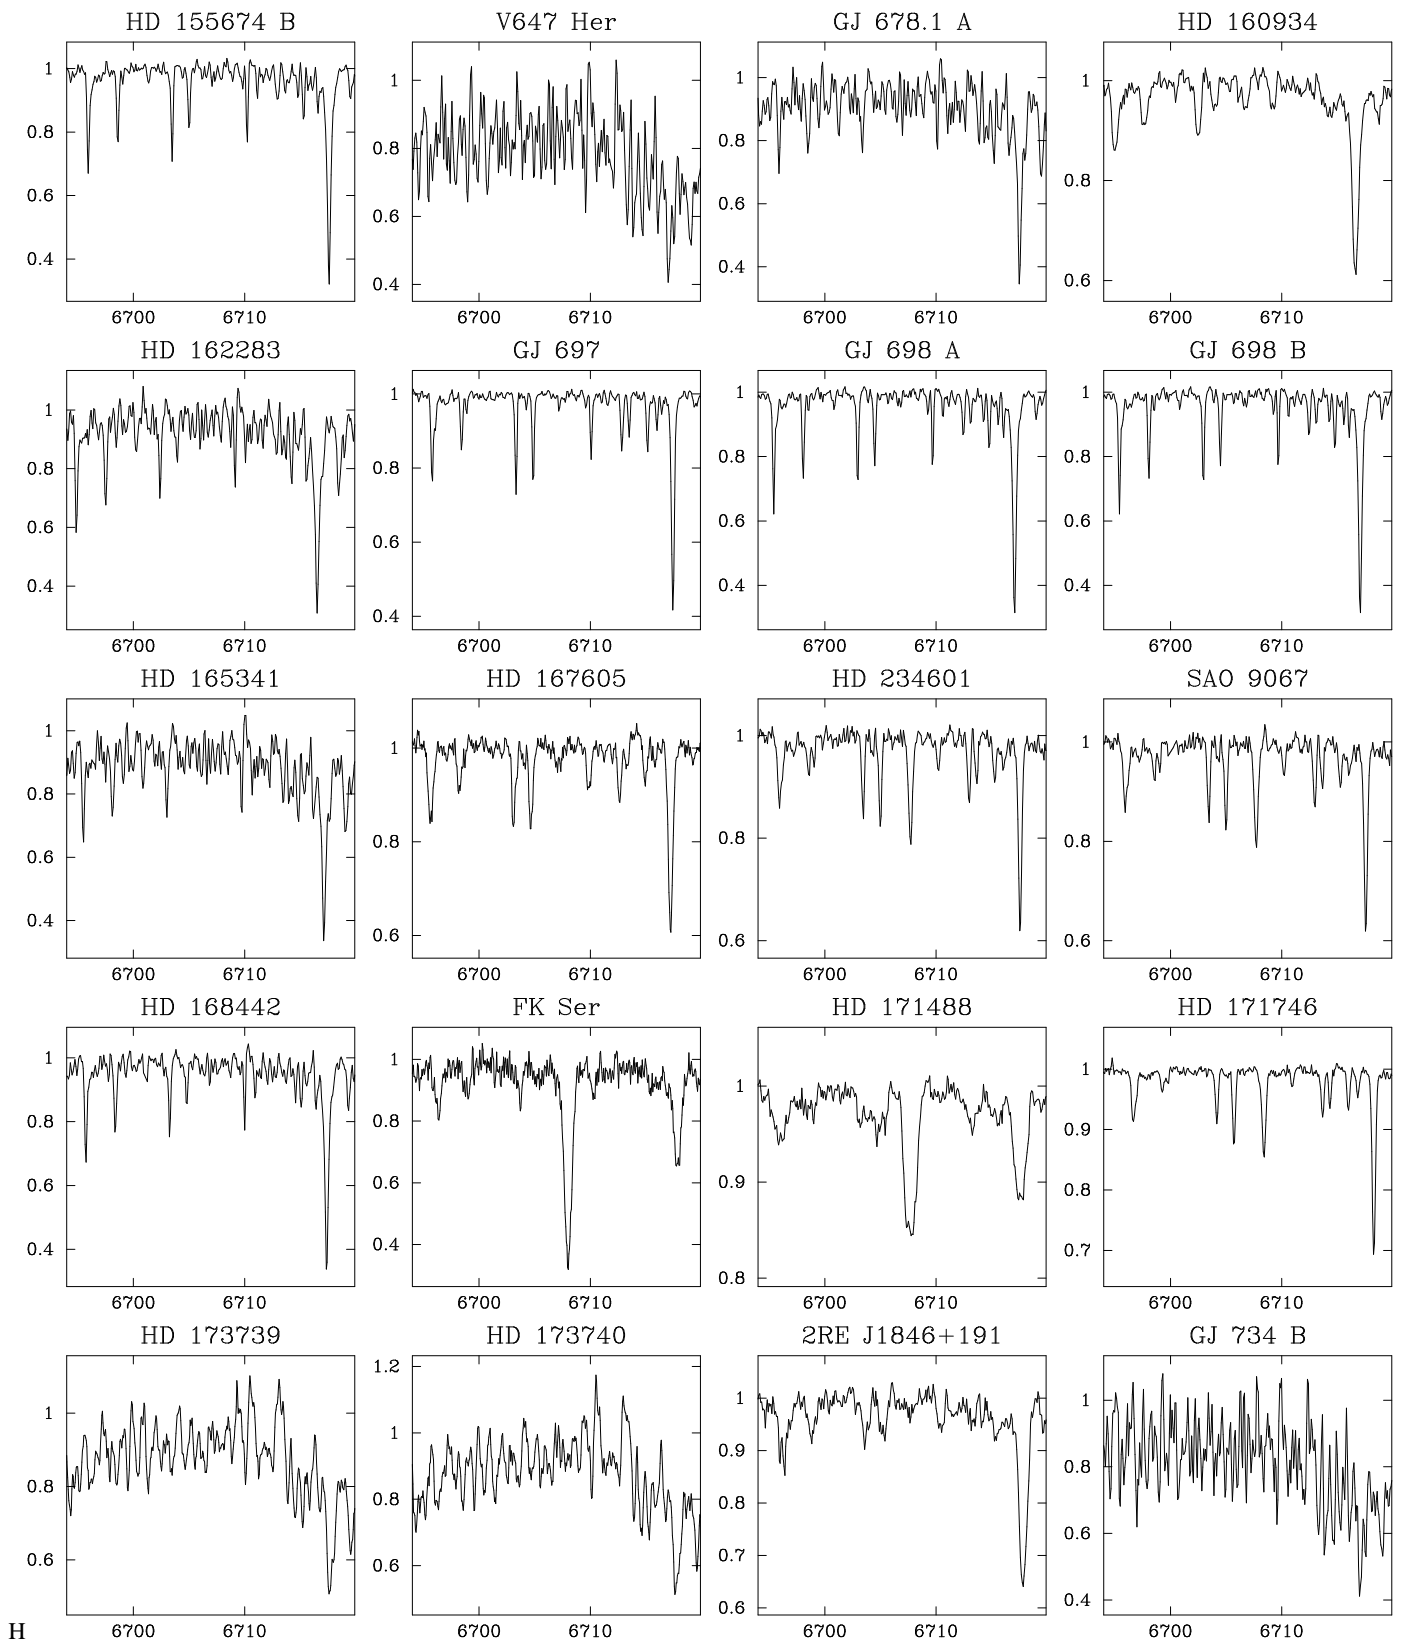 HD 155674 B V647 Her GJ 678.1 A HD 160934
1 0.8 0.6 0.4 1 0.8 0.6 0.4 1 0.8 0.6 0.4 1 0.8 0.6
6700 6710 6700 6710 6700 6710 6700 6710
HD 162283 GJ 697 GJ 698 A GJ 698 B
1 0.8 0.6 0.4 1 0.8 0.6 0.4 1 0.8 0.6 0.4 1 0.8 0.6 0.4
6700 6710 6700 6710 6700 6710 6700 6710
HD 165341 HD 167605 HD 234601 SAO 9067
1 0.8 0.6 0.4 1 0.8 0.6 1 0.8 0.6 1 0.8 0.6
6700 6710 6700 6710 6700 6710 6700 6710
HD 168442 FK Ser HD 171488 HD 171746
1 0.8 0.6 0.4 1 0.8 0.6 0.4 1 0.9 0.8 1 0.9 0.8 0.7
6700 6710 6700 6710 6700 6710 6700 6710
HD 173739 HD 173740 2RE J1846+191 GJ 734 B
1 0.8 0.6 1.2 1 0.8 0.6 1 0.9 0.8 0.7 0.6 1 0.8 0.6 0.4
H 6700 6710 6700 6710 6700 6710 6700 6710